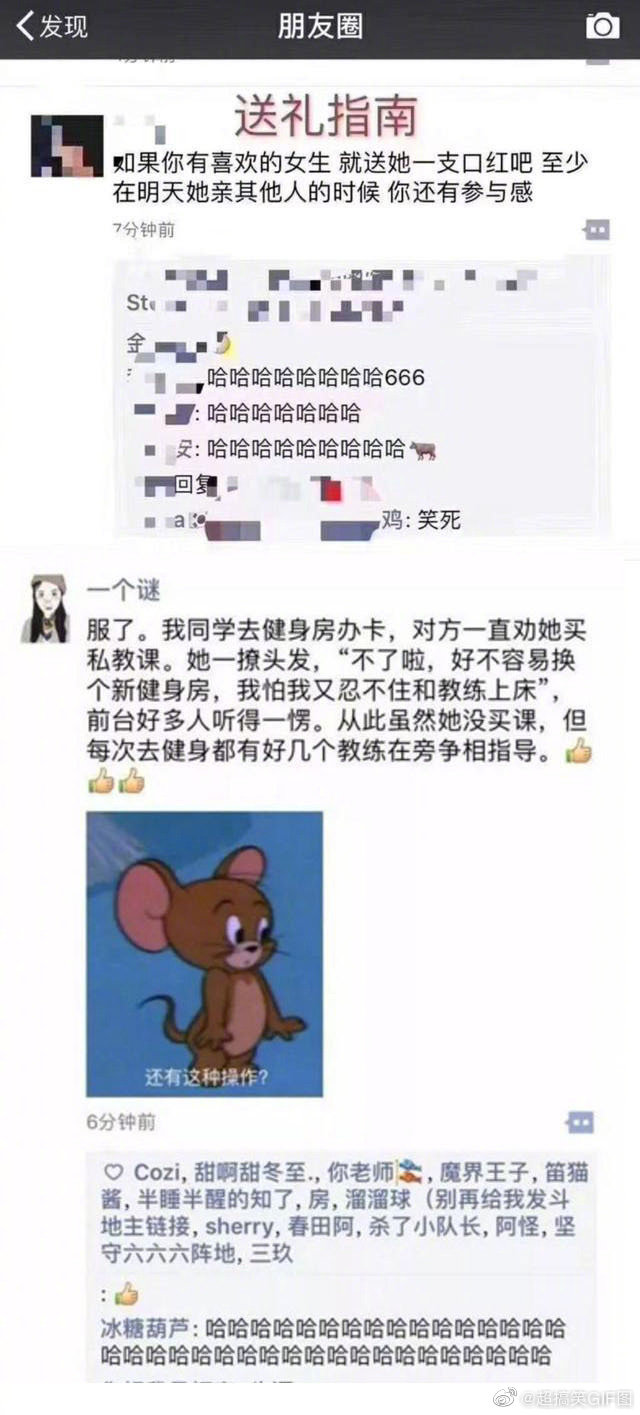 发现
朋友圈
送礼指南
如果你有喜欢的女生 就送她一支口红吧 至少
在明天她亲其他人的时候 你还有参与感
7分钟前
金
哈哈哈哈哈哈哈哈666
: 哈哈哈哈哈哈哈
: 哈哈哈哈哈哈哈哈哈🐂
回复
鸡: 笑死
一个谜
服了。我同学去健身房办卡，对方一直劝她买
私教课。她一撩头发，“不了啦，好不容易换
个新健身房，我怕我又忍不住和教练上床”，
前台好多人听得一愣。从此虽然她没买课，但
每次去健身都有好几个教练在旁争相指导。👍
👍👍
还有这种操作?
6分钟前
♡ Cozi, 甜啊甜冬至., 你老师, 魔界王子, 笛猫
酱, 半睡半醒的知了, 房, 溜溜球（别再给我发斗
地主链接, sherry, 春田阿, 杀了小队长, 阿怪, 坚
守六六六阵地, 三玖
: 👍
冰糖葫芦: 哈哈哈哈哈哈哈哈哈哈哈哈哈哈哈哈
哈哈哈哈哈哈哈哈哈哈哈哈哈哈哈哈哈哈哈哈
@超搞笑GIF图